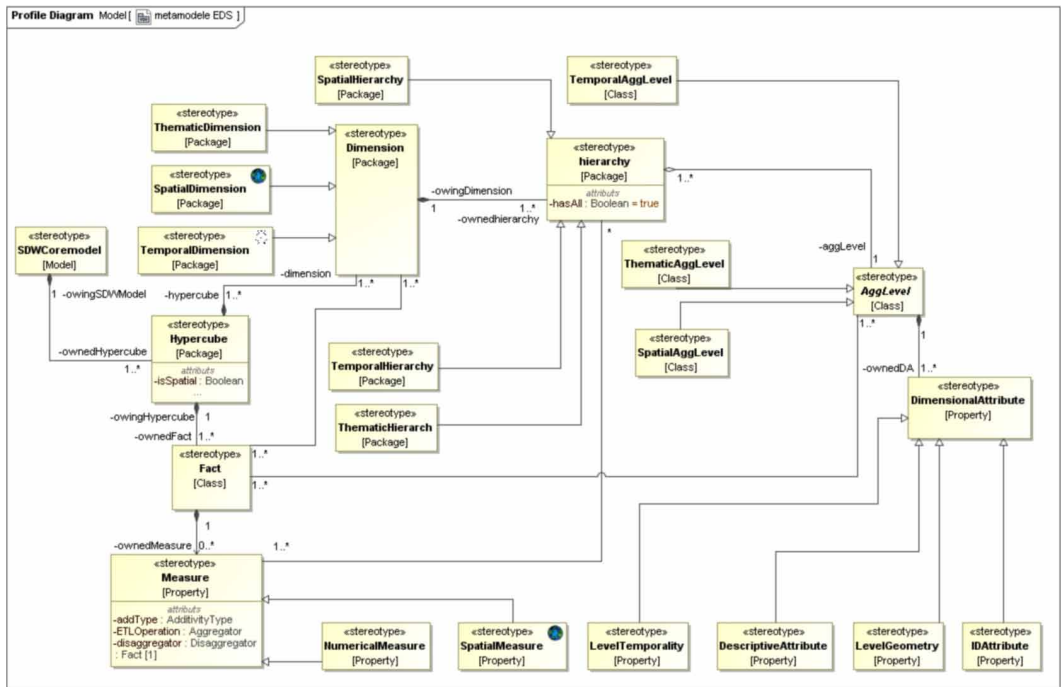 Profile Diagram Model [ metamodele EDS ]
«stereotype»
SpatialHierarchy
[Package]
«stereotype»
TemporalAggLevel
[Class]
«stereotype»
ThematicDimension
[Package]
«stereotype»
Dimension
[Package]
«stereotype»
hierarchy
[Package]
attributs
-hasAll : Boolean = true
«stereotype»
SpatialDimension
[Package]
-owingDimension
1
1..*
-ownedhierarchy
1..*
*
«stereotype»
SDWCoremodel
[Model]
«stereotype»
TemporalDimension
[Package]
«stereotype»
ThematicAggLevel
[Class]
-aggLevel
1
«stereotype»
AggLevel
[Class]
-dimension
1..*
1..*
1
-owingSDWModel
-hypercube
1..*
«stereotype»
Hypercube
[Package]
attributs
-isSpatial : Boolean
...
-ownedHypercube
1..*
«stereotype»
SpatialAggLevel
[Class]
1..*
1
«stereotype»
TemporalHierarchy
[Package]
-ownedDA
1..*
«stereotype»
DimensionalAttribute
[Property]
«stereotype»
ThematicHierarch
[Package]
-owingHypercube
1
-ownedFact
1..*
«stereotype»
Fact
[Class]
1..*
1..*
1
-ownedMeasure
0..*
1..*
«stereotype»
Measure
[Property]
attributs
-addType : AdditivityType
-ETLOperation : Aggregator
-disaggregator : Disaggregator
: Fact [1]
«stereotype»
NumericalMeasure
[Property]
«stereotype»
SpatialMeasure
[Property]
«stereotype»
LevelTemporality
[Property]
«stereotype»
DescriptiveAttribute
[Property]
«stereotype»
LevelGeometry
[Property]
«stereotype»
IDAttribute
[Property]